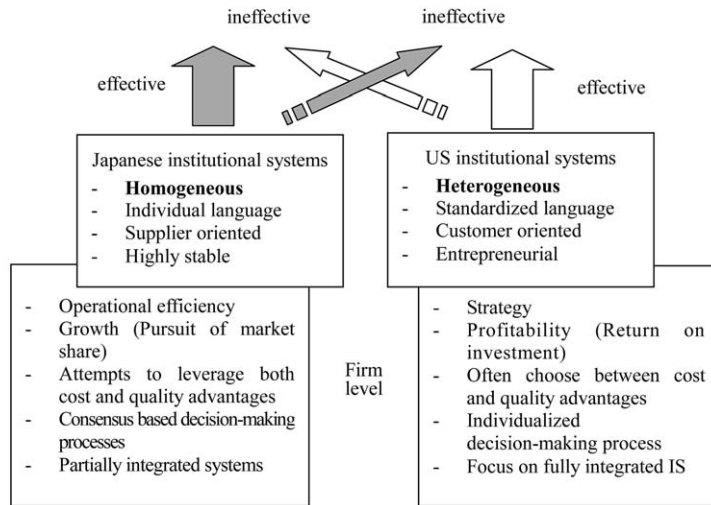 ineffective
ineffective
effective
effective
Japanese institutional systems
- Homogeneous
- Individual language
- Supplier oriented
- Highly stable
US institutional systems
- Heterogeneous
- Standardized language
- Customer oriented
- Entrepreneurial
- Operational efficiency
- Growth (Pursuit of market
share)
- Attempts to leverage both
cost and quality advantages
- Consensus based decision-making
processes
- Partially integrated systems
Firm
level
- Strategy
- Profitability (Return on
investment)
- Often choose between cost
and quality advantages
- Individualized
decision-making process
- Focus on fully integrated IS